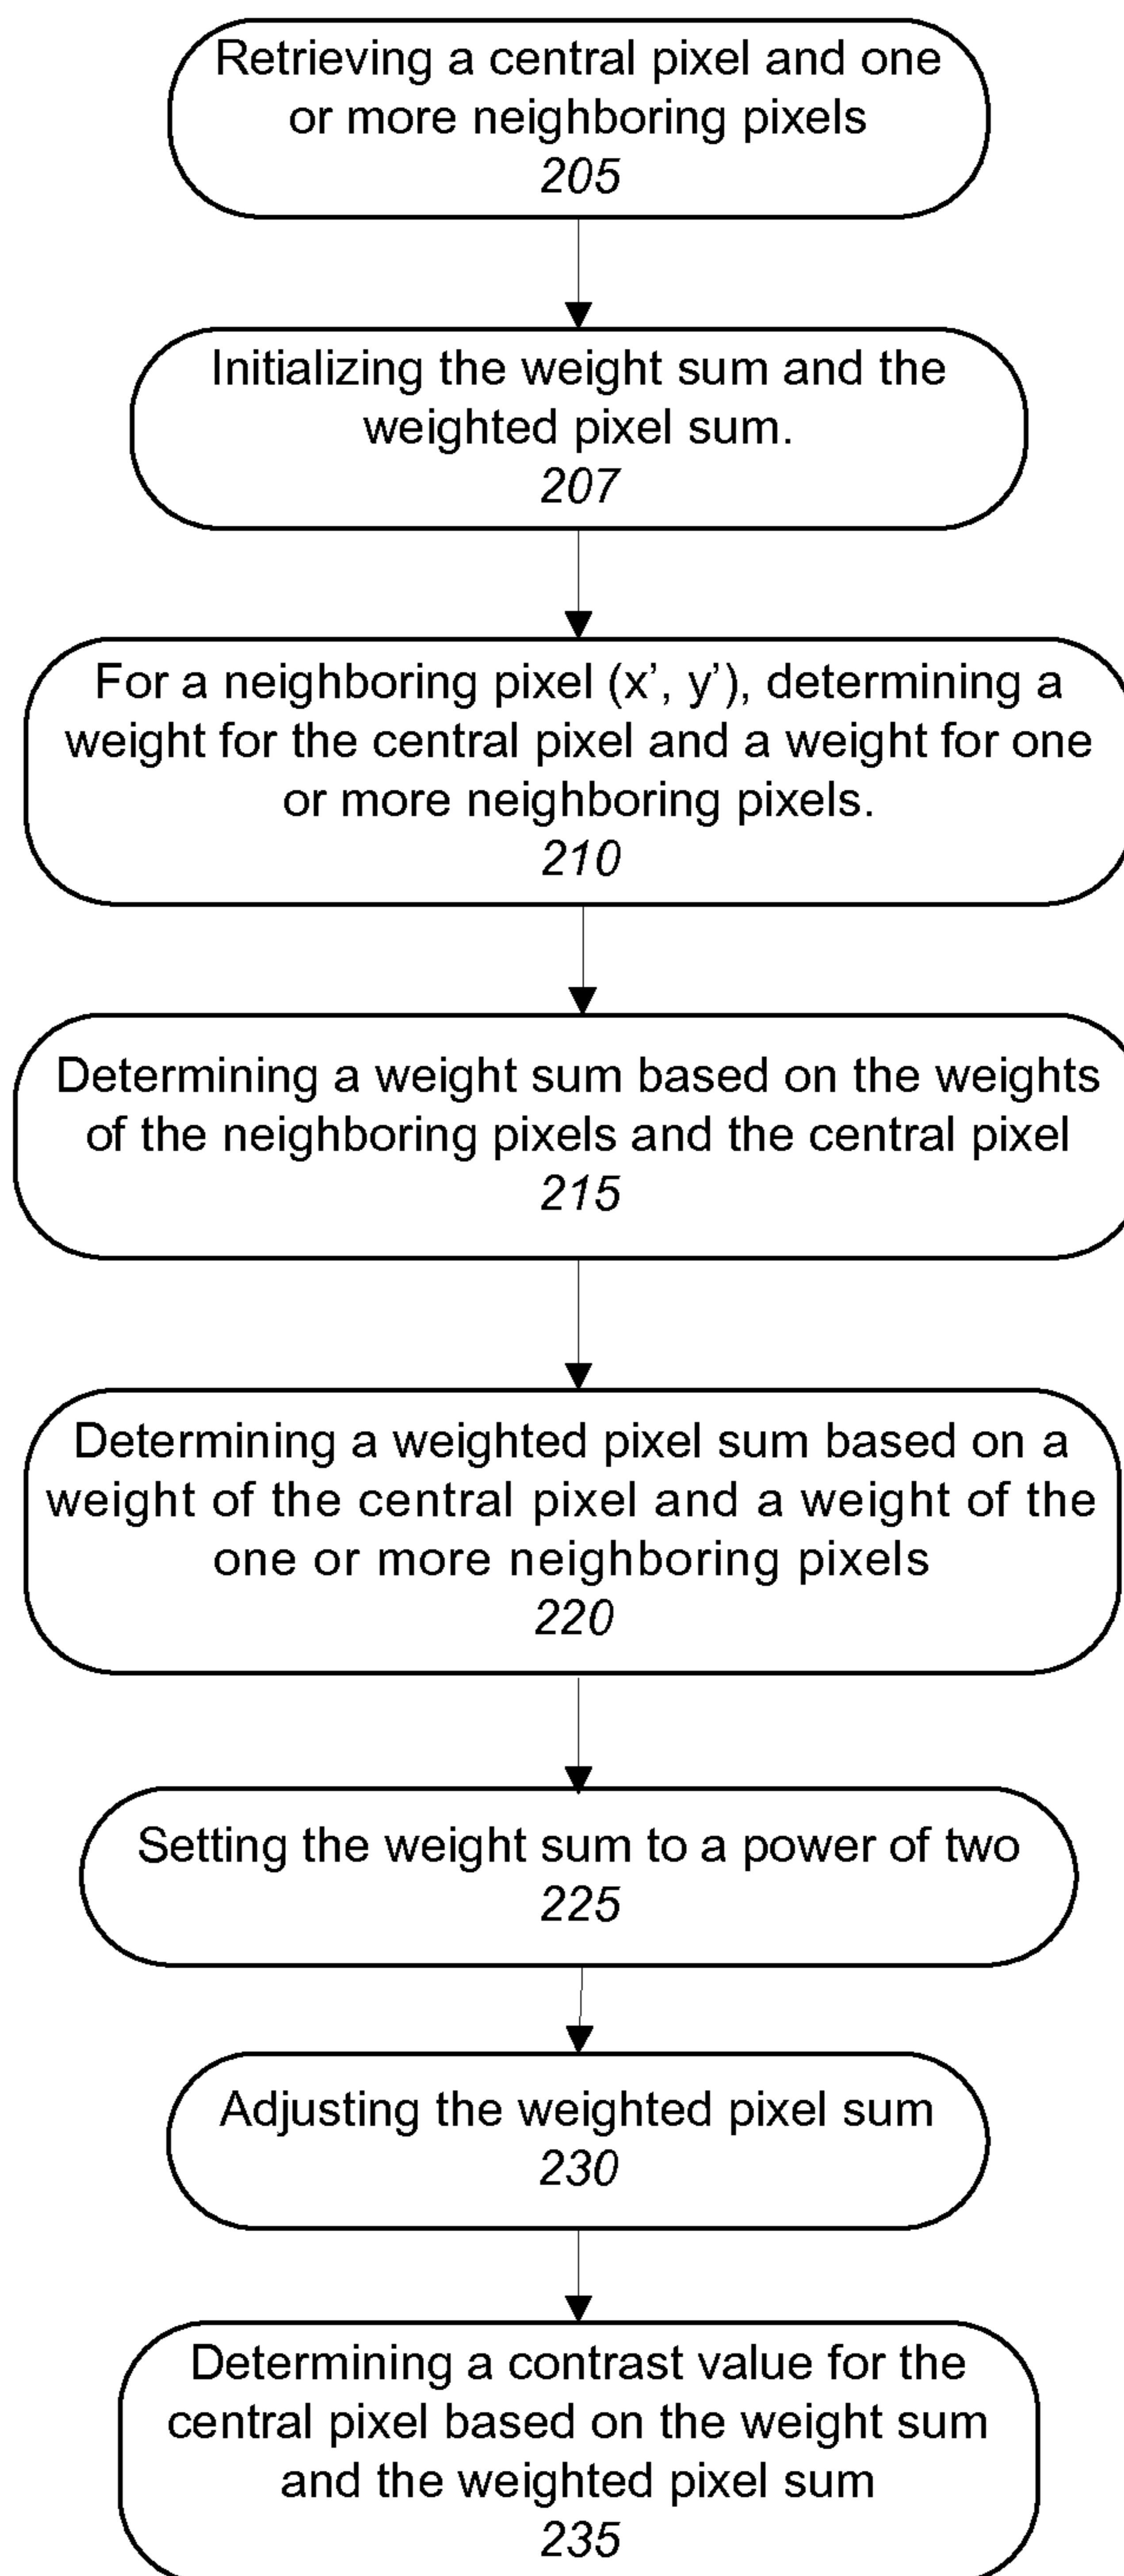 Retrieving a central pixel and one
or more neighboring pixels
205
Initializing the weight sum and the
weighted pixel sum.
207
For a neighboring pixel (x’, y’), determining a
weight for the central pixel and a weight for one
or more neighboring pixels.
210
Determining a weight sum based on the weights
of the neighboring pixels and the central pixel
215
Determining a weighted pixel sum based on a
weight of the central pixel and a weight of the
one or more neighboring pixels
220
Setting the weight sum to a power of two
225
Adjusting the weighted pixel sum
230
Determining a contrast value for the
central pixel based on the weight sum
and the weighted pixel sum
235